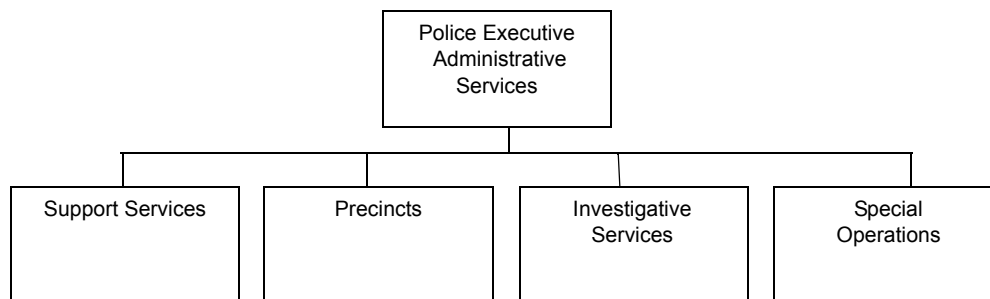 Police Executive
Administrative
Services
Support Services
Precincts
Investigative
Services
Special
Operations